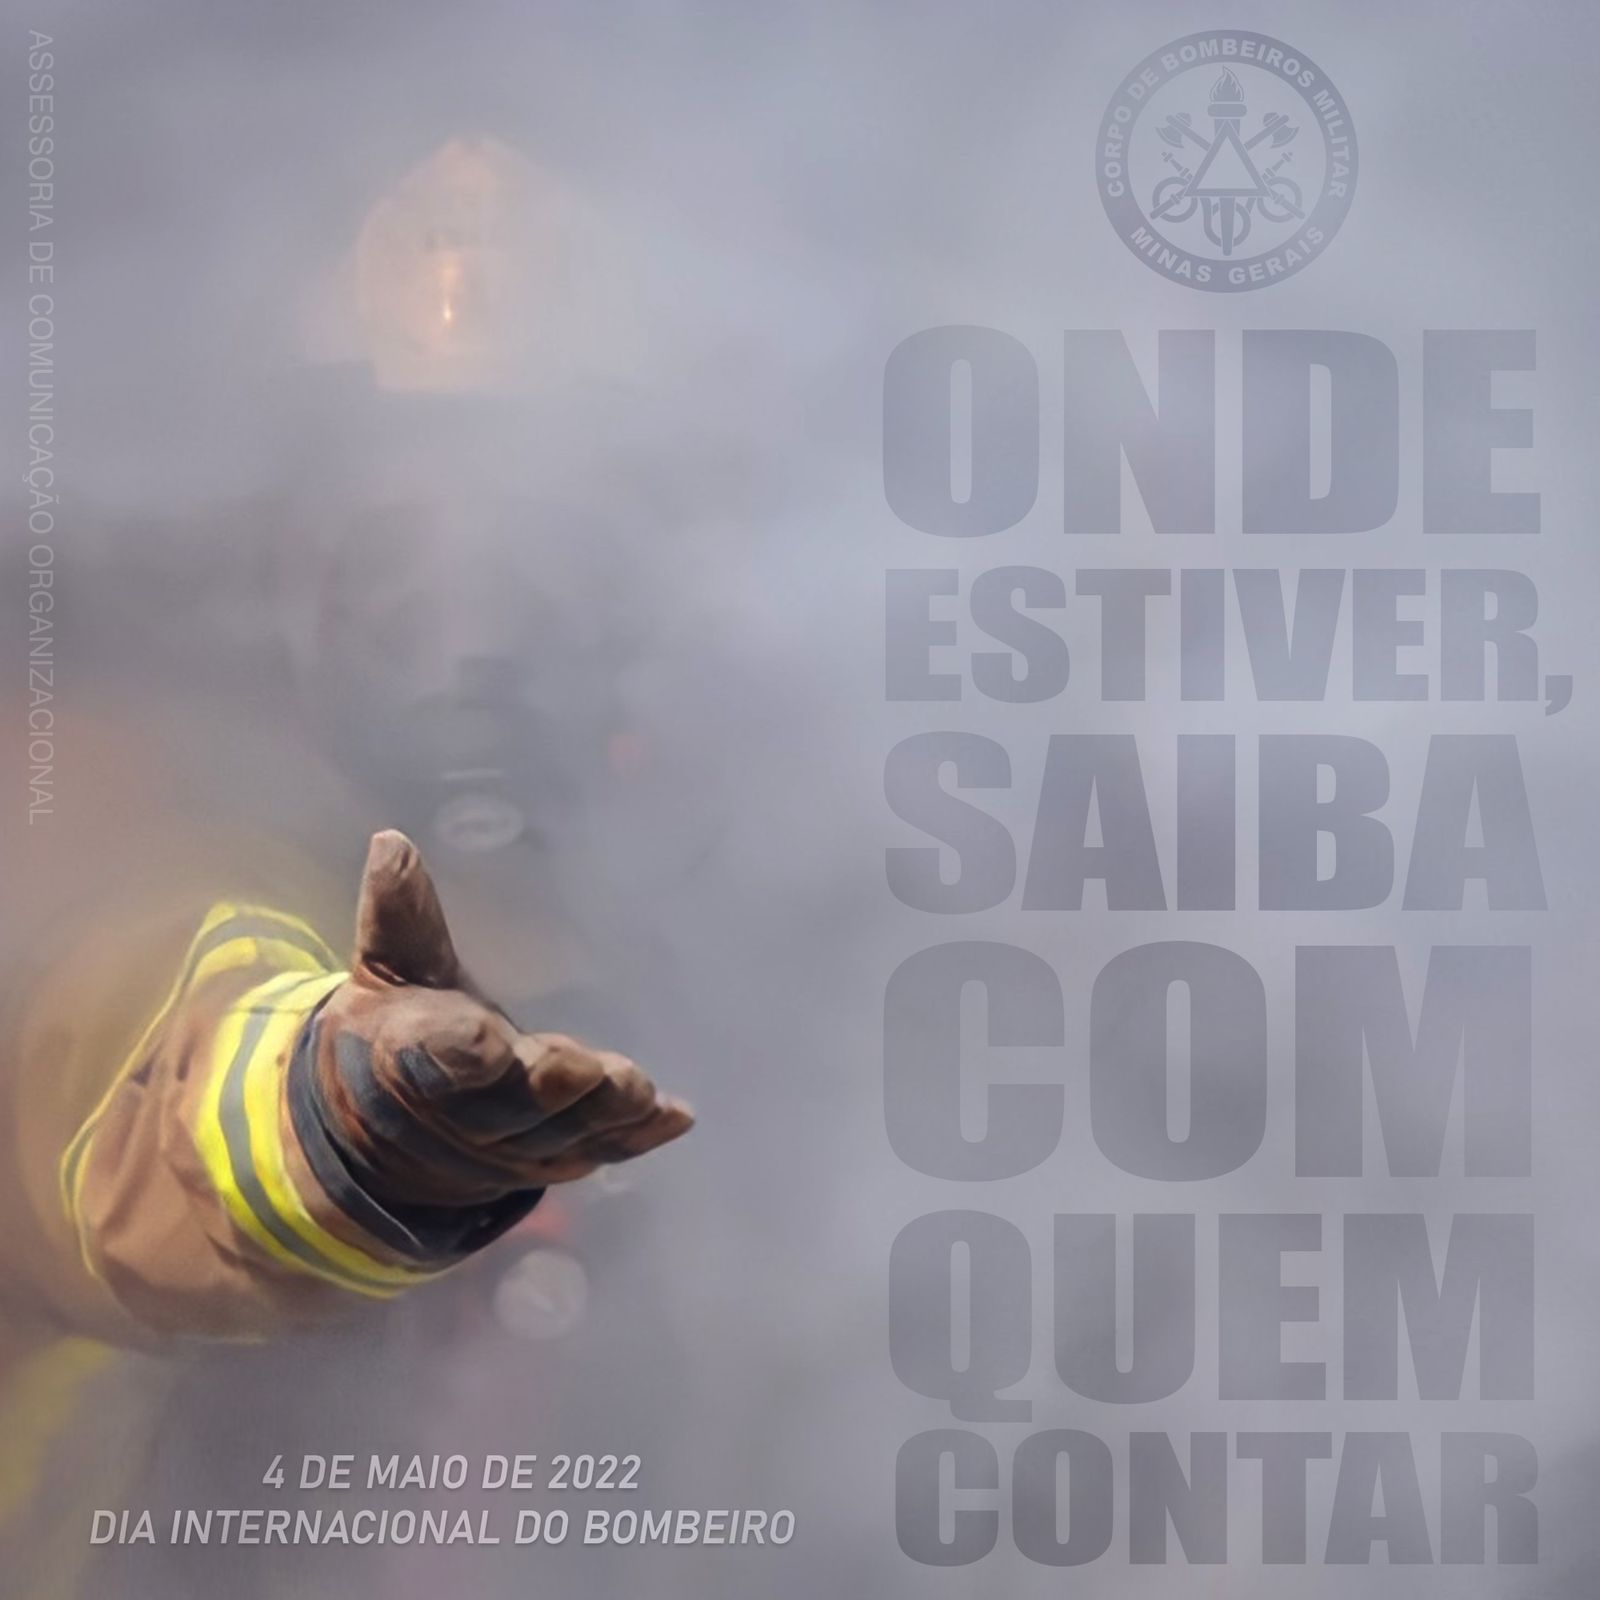 CORPO DE BOMBEIROS MILITAR
MINAS GERAIS
ONDE
ESTIVER,
SAIBA
COM
QUEM
CONTAR
4 DE MAIO DE 2022
DIA INTERNACIONAL DO BOMBEIRO
ASSESSORIA DE COMUNICAÇÃO ORGANIZACIONAL